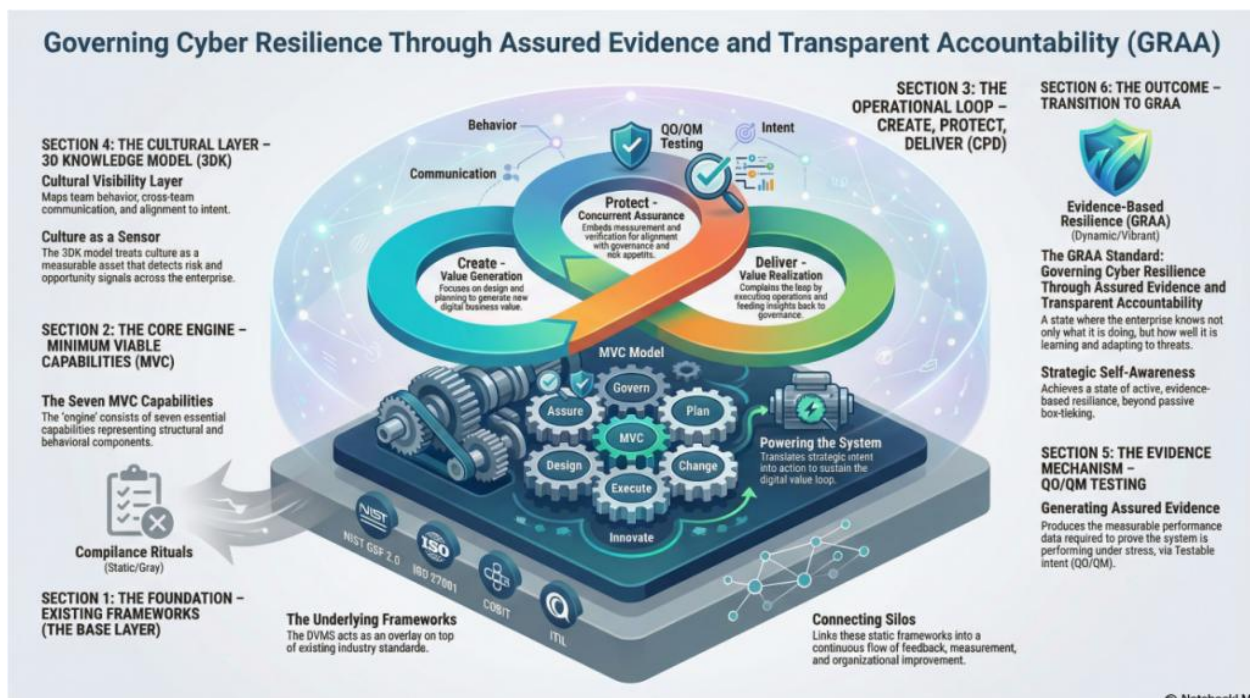 Governing Cyber Resilience Through Assured Evidence and Transparent Accountability (GRAA)
SECTION 4: THE CULTURAL LAYER –
3D KNOWLEDGE MODEL (3DK)
Cultural Visibility Layer
Maps team behavior, cross-team
communication, and alignment to intent.
Culture as a Sensor
The 3DK model treats culture as a
measurable asset that detects risk and
opportunity signals across the enterprise.
SECTION 2: THE CORE ENGINE –
MINIMUM VIABLE
CAPABILITIES (MVC)
The Seven MVC Capabilities
The 'engine' consists of seven essential
capabilities representing structural and
behavioral components.
Compilance Rituals
(Static/Gray)
SECTION 1: THE FOUNDATION –
EXISTING FRAMEWORKS
(THE BASE LAYER)
Behavior
Communication
QO/QM
Testing
Intent
Create -
Value Generation
Focuses on design and
planning to generate new
digital business value.
Protect -
Concurrent Assurance
Embeds measurement and
verification for alignment
with governance and
risk appetits.
Deliver -
Value Realization
Complains the leap by
execution operations and
feeding insights back to
governance.
MVC Model
Govern
Assure
Plan
MVC
Design
Change
Execute
Innovate
Powering the System
Translates strategic intent
into action to sustain the
digital value loop.
NIST
NIST GSF 2.0
ISO
ISO 27001
COBIT
ITIL
The Underlying Frameworks
The DVMS acts as an overlay on top
of existing industry standards.
Connecting Silos
Links these static frameworks into a
continuous flow of feedback, measurement,
and organizational improvement.
SECTION 3: THE
OPERATIONAL LOOP –
CREATE, PROTECT,
DELIVER (CPD)
SECTION 6: THE OUTCOME –
TRANSITION TO GRAA
Evidence-Based
Resilience (GRAA)
(Dynamic/Vibrant)
The GRAA Standard:
Governing Cyber Resilience
Through Assured Evidence and
Transparent Accountability
A state where the enterprise knows not
only what it is doing, but how well it is
learning and adapting to threats.
Strategic Self-Awareness
Achieves a state of active, evidence-
based resiliance, beyond passive
box-tieking.
SECTION 5: THE EVIDENCE
MECHANISM –
QO/QM TESTING
Generating Assured Evidence
Produces the measurable performance
data required to prove the system is
performing under stress, via Testable
intent (QO/QM).